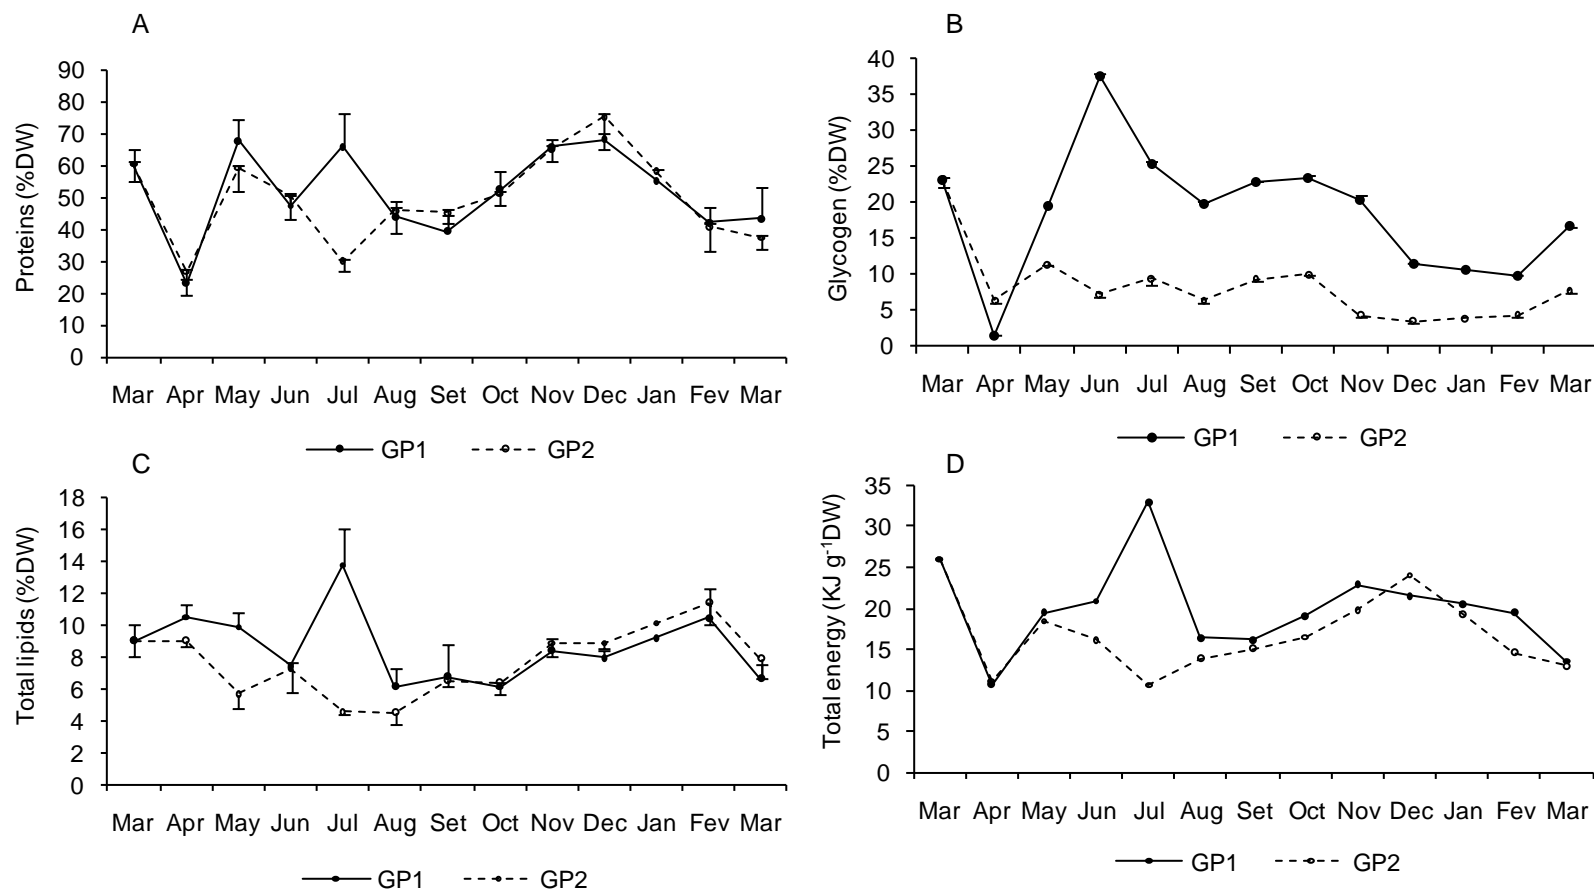 A
Proteins (%DW)
90
80
70
60
50
40
30
20
10
0
Mar Apr May Jun Jul Aug Set Oct Nov Dec Jan Fev Mar
GP1 GP2
B
Glycogen (%DW)
40
35
30
25
20
15
10
5
0
Mar Apr May Jun Jul Aug Set Oct Nov Dec Jan Fev Mar
GP1 GP2
C
Total lipids (%DW)
18
16
14
12
10
8
6
4
2
0
Mar Apr May Jun Jul Aug Set Oct Nov Dec Jan Fev Mar
GP1 GP2
D
Total energy (KJ g⁻¹DW)
35
30
25
20
15
10
5
0
Mar Apr May Jun Jul Aug Set Oct Nov Dec Jan Fev Mar
GP1 GP2